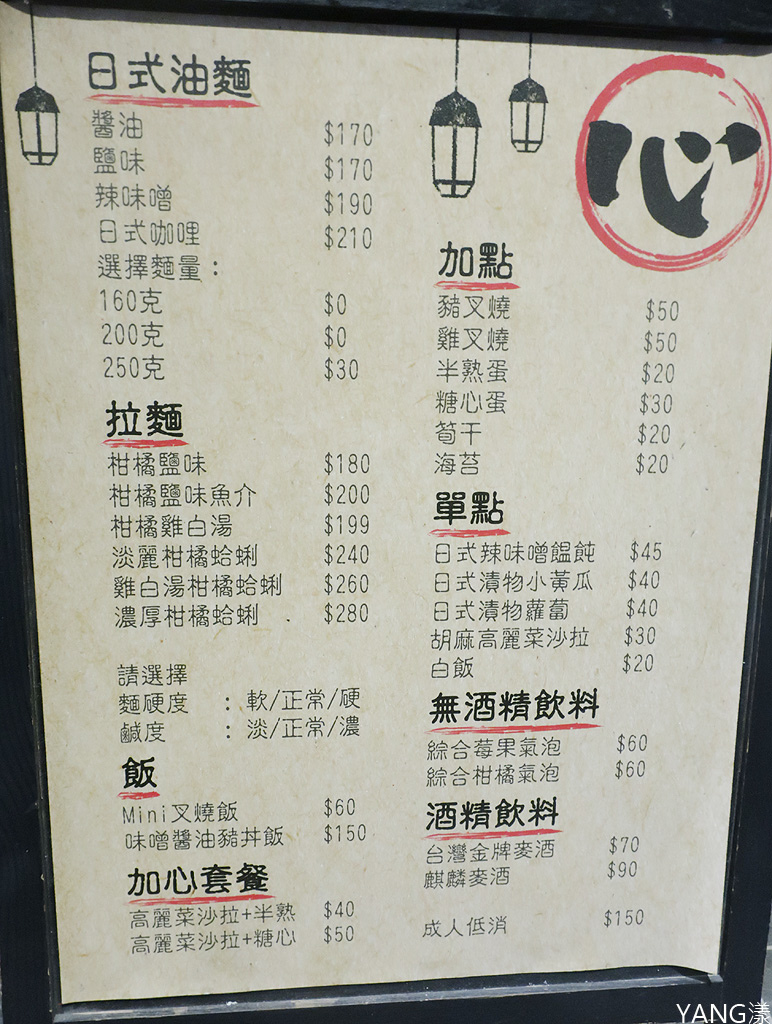 日式油麵
醬油 $170
鹽味 $170
辣味噌 $190
日式咖哩 $210
選擇麵量：
160克 $0
200克 $0
250克 $30
拉麵
柑橘鹽味 $180
柑橘鹽味魚介 $200
柑橘雞白湯 $199
淡麗柑橘蛤蜊 $240
雞白湯柑橘蛤蜊 $260
濃厚柑橘蛤蜊 $280
請選擇
麵硬度 ：軟/正常/硬
鹹度 ：淡/正常/濃
飯
Mini叉燒飯 $60
味噌醬油豬丼飯 $150
加心套餐
高麗菜沙拉+半熟 $40
高麗菜沙拉+糖心 $50
心
加點
豬叉燒 $50
雞叉燒 $50
半熟蛋 $20
糖心蛋 $30
筍干 $20
海苔 $20
單點
日式辣味噌餛飩 $45
日式漬物小黃瓜 $40
日式漬物蘿蔔 $40
胡麻高麗菜沙拉 $30
白飯 $20
無酒精飲料
綜合莓果氣泡 $60
綜合柑橘氣泡 $60
酒精飲料
台灣金牌麥酒 $70
麒麟麥酒 $90
成人低消 $150
YANG漾